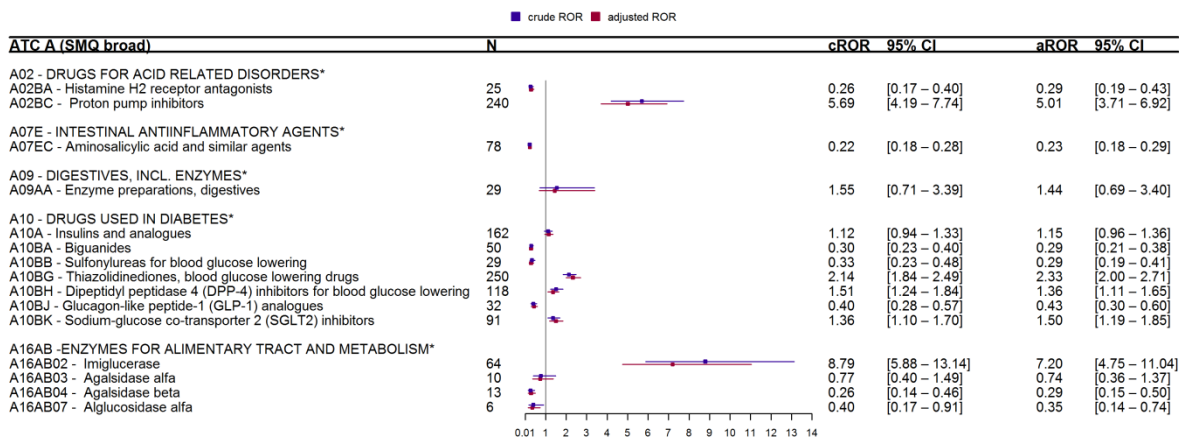 crude ROR adjusted ROR
ATC A (SMQ broad) N cROR 95% CI aROR 95% CI
A02 - DRUGS FOR ACID RELATED DISORDERS*
A02BA - Histamine H2 receptor antagonists 25 0.26 [0.17 – 0.40] 0.29 [0.19 – 0.43]
A02BC - Proton pump inhibitors 240 5.69 [4.19 – 7.74] 5.01 [3.71 – 6.92]
A07E - INTESTINAL ANTIINFLAMMATORY AGENTS*
A07EC - Aminosalicylic acid and similar agents 78 0.22 [0.18 – 0.28] 0.23 [0.18 – 0.29]
A09 - DIGESTIVES, INCL. ENZYMES*
A09AA - Enzyme preparations, digestives 29 1.55 [0.71 – 3.39] 1.44 [0.69 – 3.40]
A10 - DRUGS USED IN DIABETES*
A10A - Insulins and analogues 162 1.12 [0.94 – 1.33] 1.15 [0.96 – 1.36]
A10BA - Biguanides 50 0.30 [0.23 – 0.40] 0.29 [0.21 – 0.38]
A10BB - Sulfonylureas for blood glucose lowering 29 0.33 [0.23 – 0.48] 0.29 [0.19 – 0.41]
A10BG - Thiazolidinediones, blood glucose lowering drugs 250 2.14 [1.84 – 2.49] 2.33 [2.00 – 2.71]
A10BH - Dipeptidyl peptidase 4 (DPP-4) inhibitors for blood glucose lowering 118 1.51 [1.24 – 1.84] 1.36 [1.11 – 1.65]
A10BJ - Glucagon-like peptide-1 (GLP-1) analogues 32 0.40 [0.28 – 0.57] 0.43 [0.30 – 0.60]
A10BK - Sodium-glucose co-transporter 2 (SGLT2) inhibitors 91 1.36 [1.10 – 1.70] 1.50 [1.19 – 1.85]
A16AB -ENZYMES FOR ALIMENTARY TRACT AND METABOLISM*
A16AB02 - Imiglucerase 64 8.79 [5.88 – 13.14] 7.20 [4.75 – 11.04]
A16AB03 - Agalsidase alfa 10 0.77 [0.40 – 1.49] 0.74 [0.36 – 1.37]
A16AB04 - Agalsidase beta 13 0.26 [0.14 – 0.46] 0.29 [0.15 – 0.50]
A16AB07 - Alglucosidase alfa 6 0.40 [0.17 – 0.91] 0.35 [0.14 – 0.74]
0.01 1 2 3 4 5 6 7 8 9 10 11 12 13 14